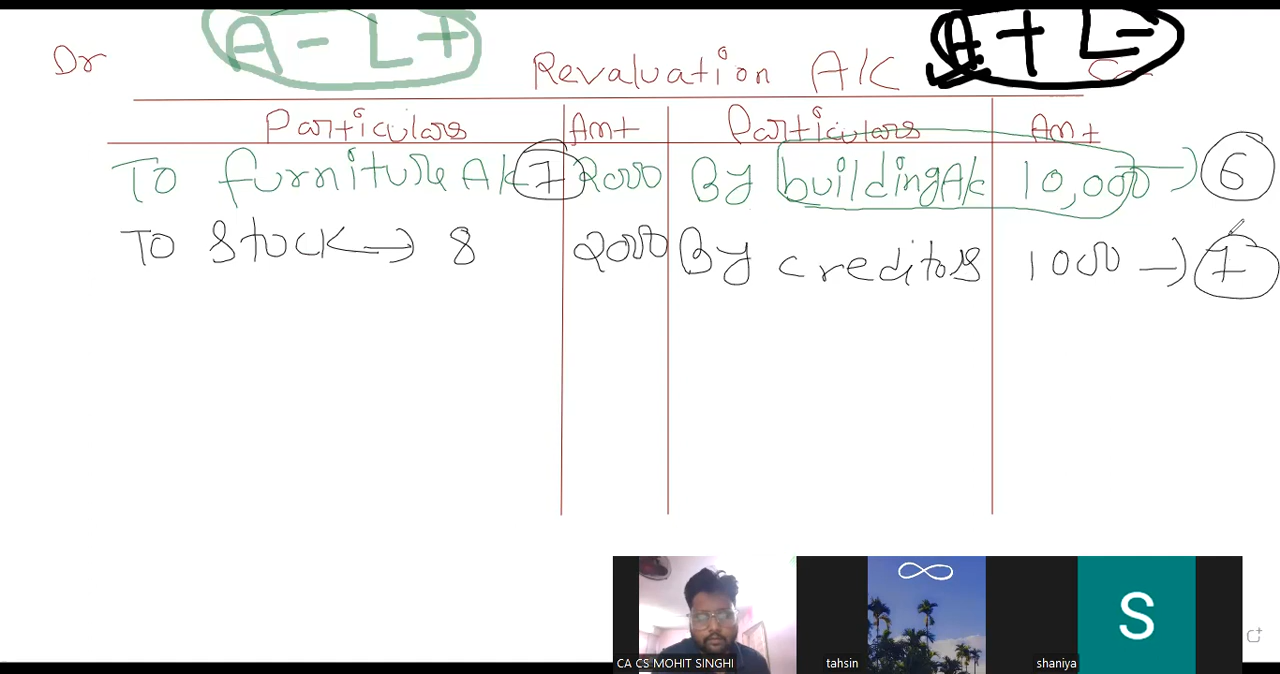 A - L +
A + L -
Dr Revaluation A/C Cr
Particulars Amt Particulars Amt
To furniture A/c 7 2000 By building A/c 10,000 → 6
To Stock → 8 2000 By creditors 1000 → 7
S
CA CS MOHIT SINGHI tahsin shaniya